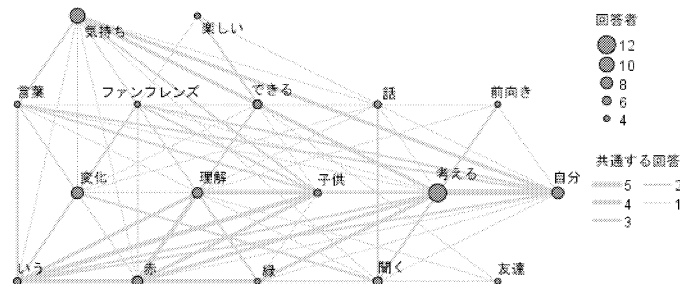 気持ち
楽しい
言葉
ファンフレンズ
できる
話
前向き
変化
理解
子供
考える
自分
いう
赤
緑
聞く
友達
回答者
12
10
8
6
4
共通する回答
5
2
4
1
3